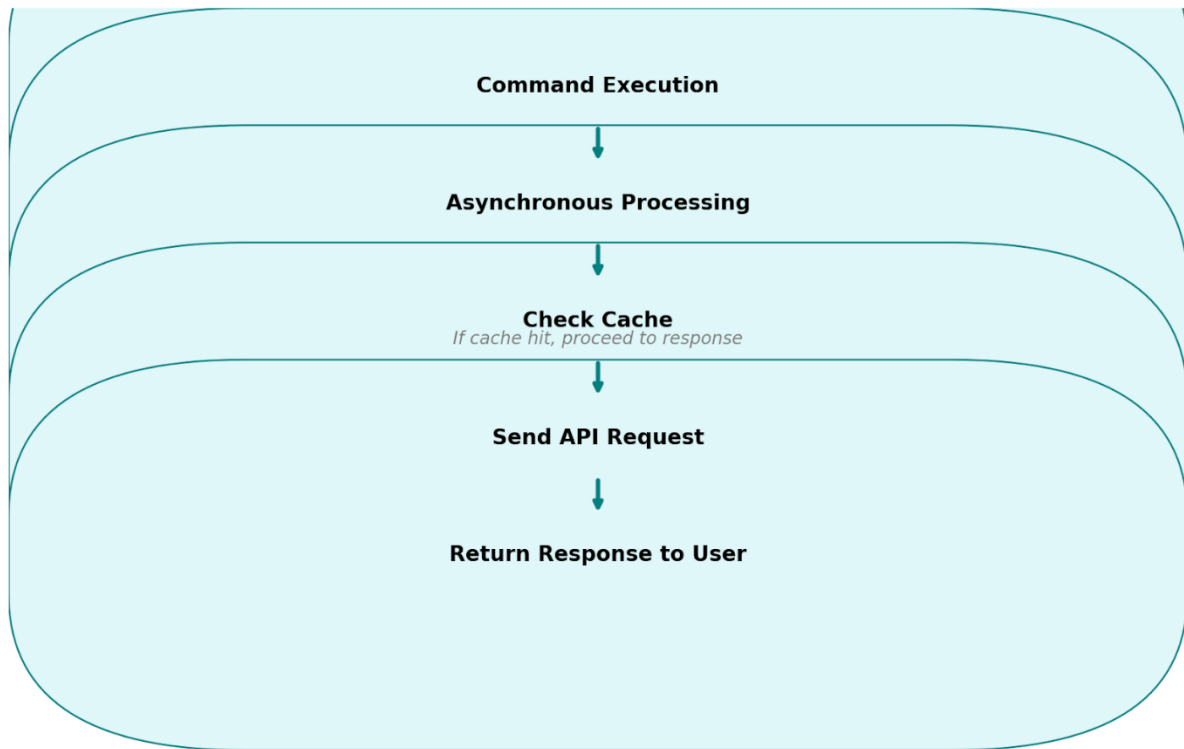 Command Execution
Asynchronous Processing
Check Cache
If cache hit, proceed to response
Send API Request
Return Response to User